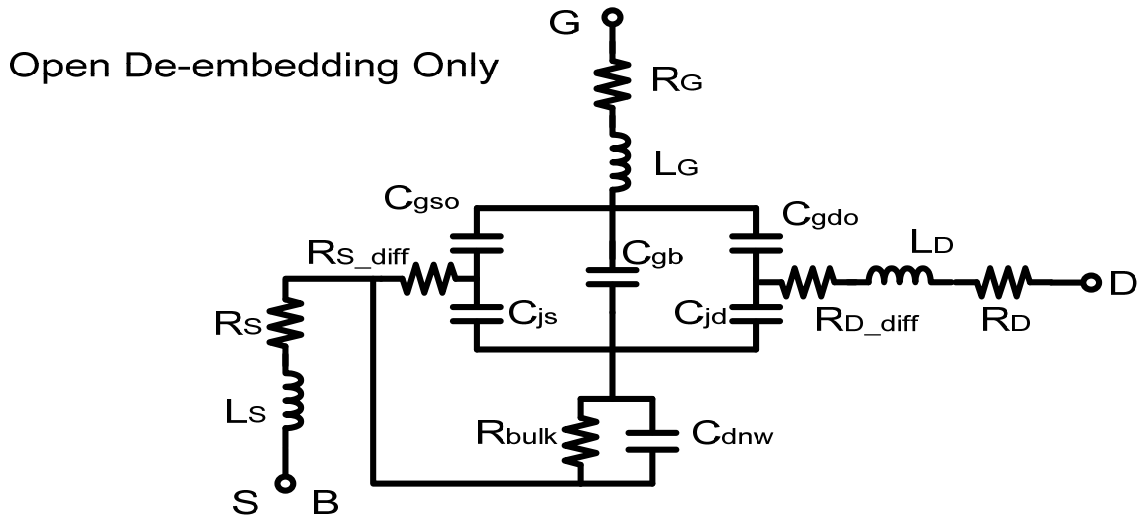 G
Open De-embedding Only
RG
LG
Cgso
Cgdo
RS_diff
Cgb
LD
D
Cjs
Cjd
RS
RD_diff
RD
LS
Rbulk
Cdnw
S B